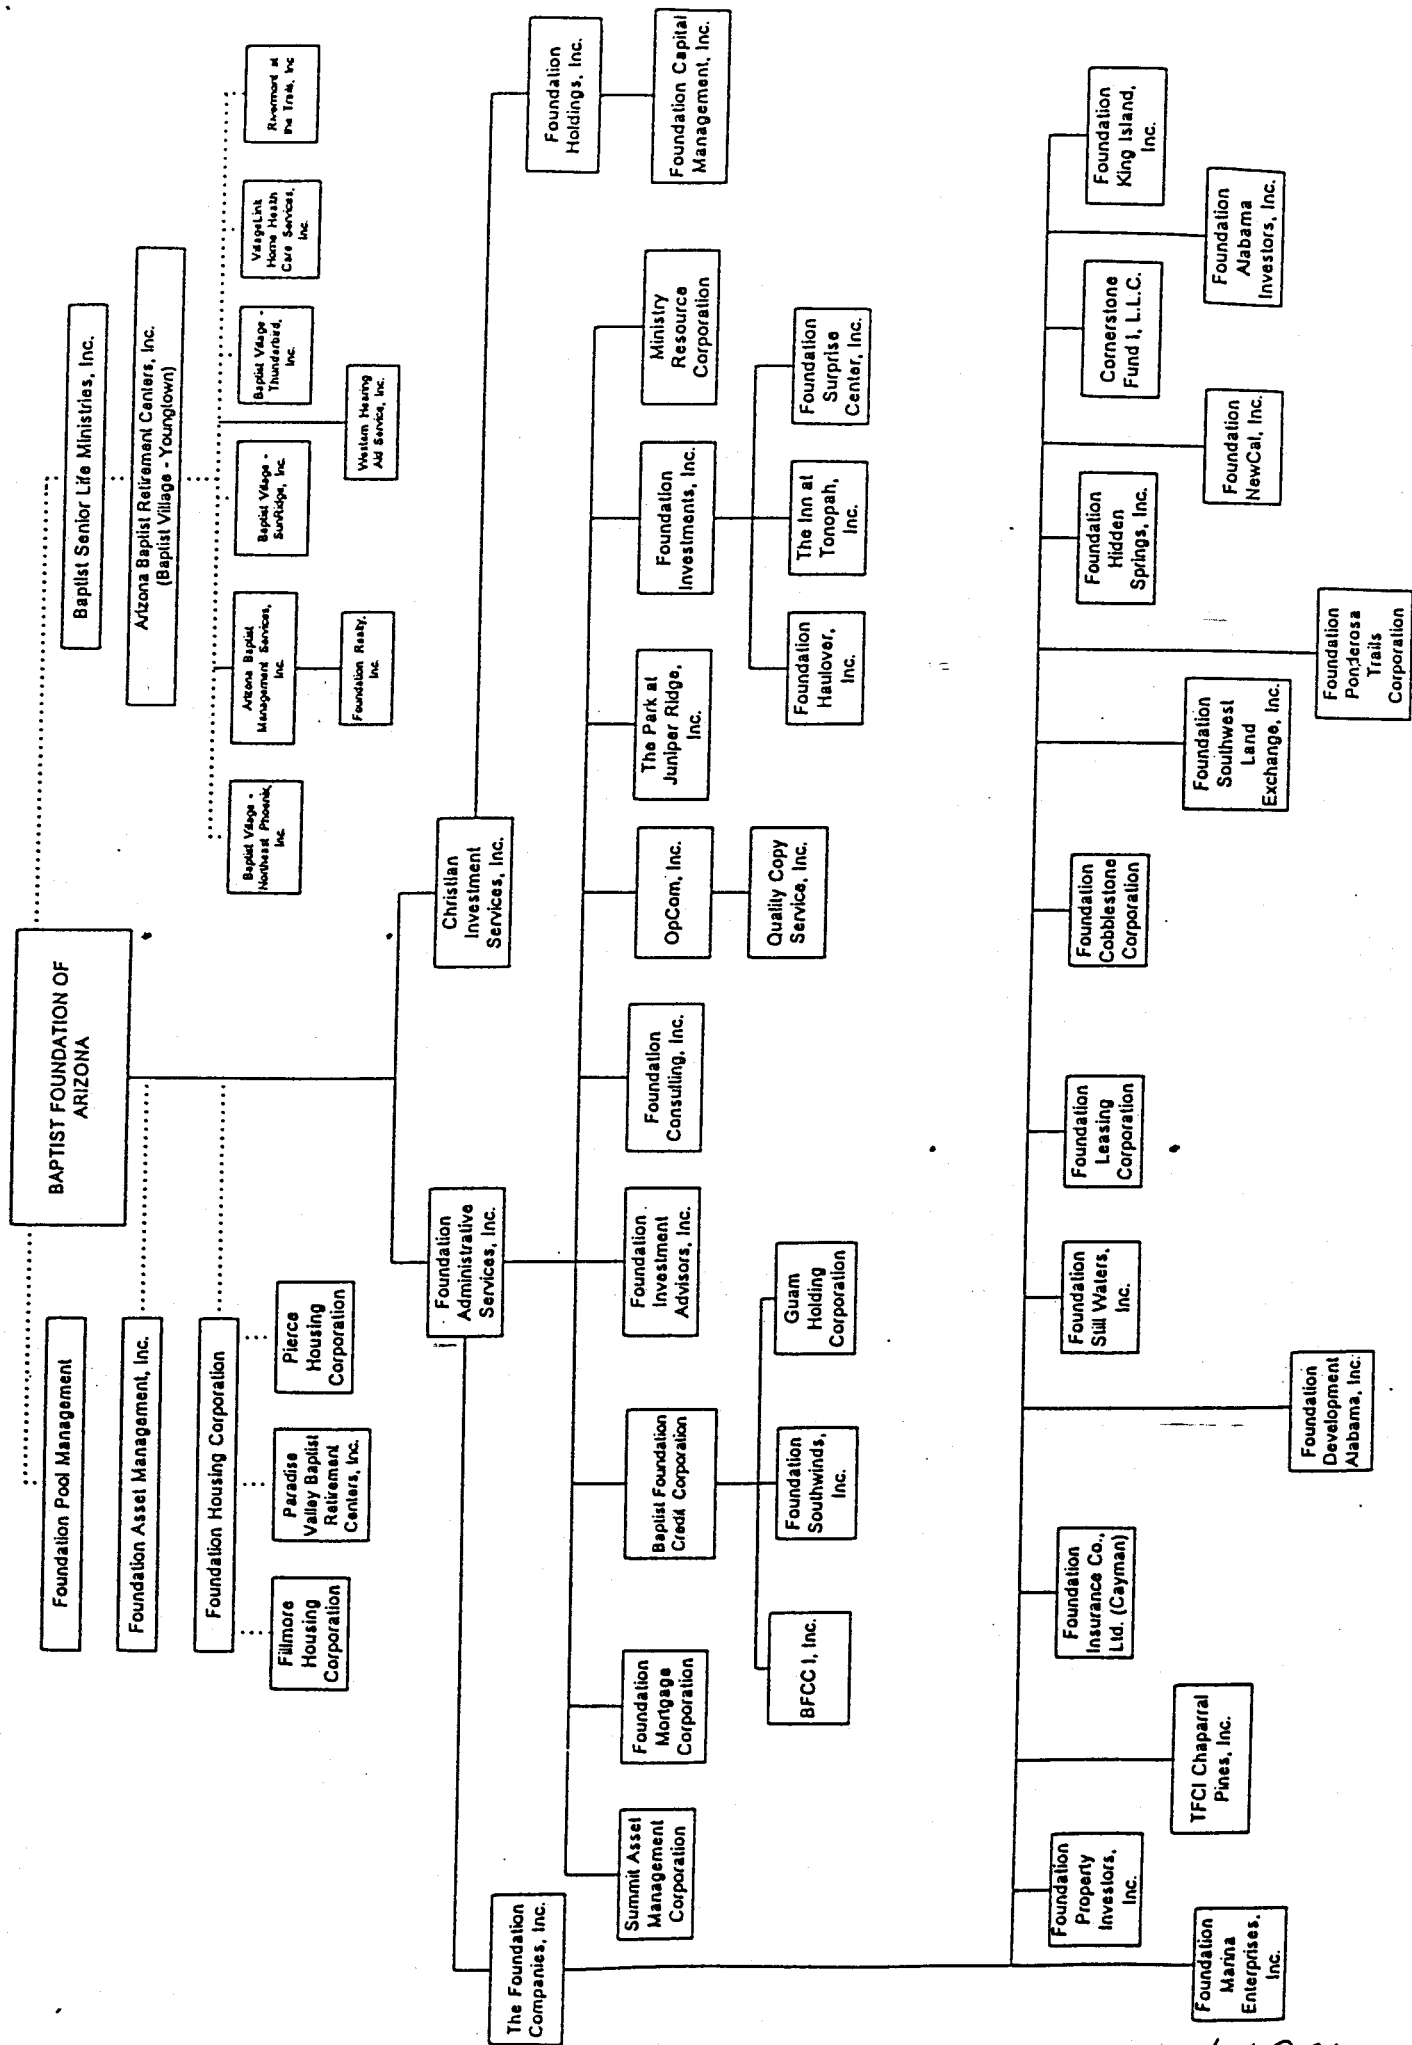 BAPTIST FOUNDATION OF
ARIZONA
Foundation Pool Management
Baptist Senior Life Ministries, Inc.
Foundation Asset Management, Inc.
Arizona Baptist Retirement Centers, Inc.
(Baptist Village - Youngtown)
Foundation Housing Corporation
Fillmore
Housing
Corporation
Paradise
Valley Baptist
Retirement
Centers, Inc.
Pierce
Housing
Corporation
Baptist Village -
Northeast Phoenix,
Inc.
Arizona Baptist
Management Services,
Inc.
Baptist Village -
SunRidge, Inc.
Baptist Village -
Thunderbird,
Inc.
VillageLink
Home Health
Care Services,
Inc.
Rivermont at
the Trails, Inc
Foundation Realty,
Inc.
Western Hearing
Aid Service, Inc.
Foundation
Administrative
Services, Inc.
Christian
Investment
Services, Inc.
The Foundation
Companies, Inc.
Foundation
Holdings, Inc.
Foundation Capital
Management, Inc.
Summit Asset
Management
Corporation
Foundation
Mortgage
Corporation
Baptist Foundation
Credit Corporation
Foundation
Investment
Advisors, Inc.
Foundation
Consulting, Inc.
OpCom, Inc.
The Park at
Juniper Ridge,
Inc.
Foundation
Investments, Inc.
Ministry
Resource
Corporation
BFCC I, Inc.
Foundation
Southwinds,
Inc.
Guam
Holding
Corporation
Quality Copy
Service, Inc.
Foundation
Haulover,
Inc.
The Inn at
Tonopah,
Inc.
Foundation
Surprise
Center, Inc.
Foundation
Property
Investors,
Inc.
Foundation
Insurance Co.,
Ltd. (Cayman)
Foundation
Still Waters,
Inc.
Foundation
Leasing
Corporation
Foundation
Cobblestone
Corporation
Foundation
Hidden
Springs, Inc.
Cornerstone
Fund I, L.L.C.
Foundation
King Island,
Inc.
Foundation
Marina
Enterprises,
Inc.
TFCI Chaparral
Pines, Inc.
Foundation
Southwest
Land
Exchange, Inc.
Foundation
NewCal, Inc.
Foundation
Alabama
Investors, Inc.
Foundation
Development
Alabama, Inc.
Foundation
Ponderosa
Trails
Corporation